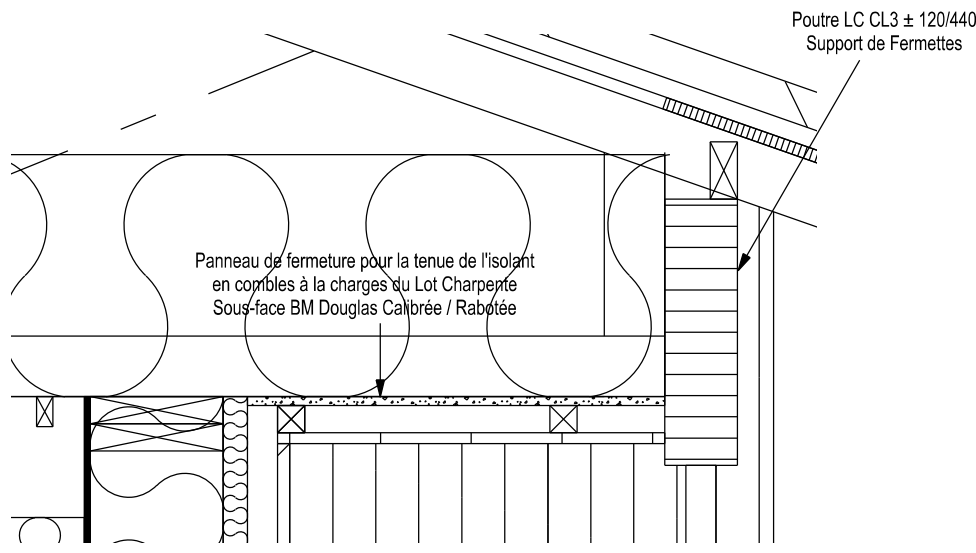 Poutre LC CL3 ± 120/440
Support de Fermettes
Panneau de fermeture pour la tenue de l'isolant
en combles à la charges du Lot Charpente
Sous-face BM Douglas Calibrée / Rabotée